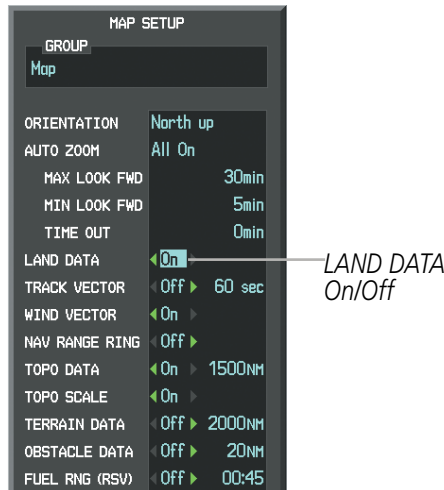 MAP SETUP
GROUP
Map
ORIENTATION North up
AUTO ZOOM All On
MAX LOOK FWD 30min
MIN LOOK FWD 5min
TIME OUT 0min
LAND DATA On
LAND DATA
On/Off
TRACK VECTOR Off 60 sec
WIND VECTOR On
NAV RANGE RING Off
TOPO DATA On 1500NM
TOPO SCALE On
TERRAIN DATA Off 2000NM
OBSTACLE DATA Off 20NM
FUEL RNG (RSV) Off 00:45